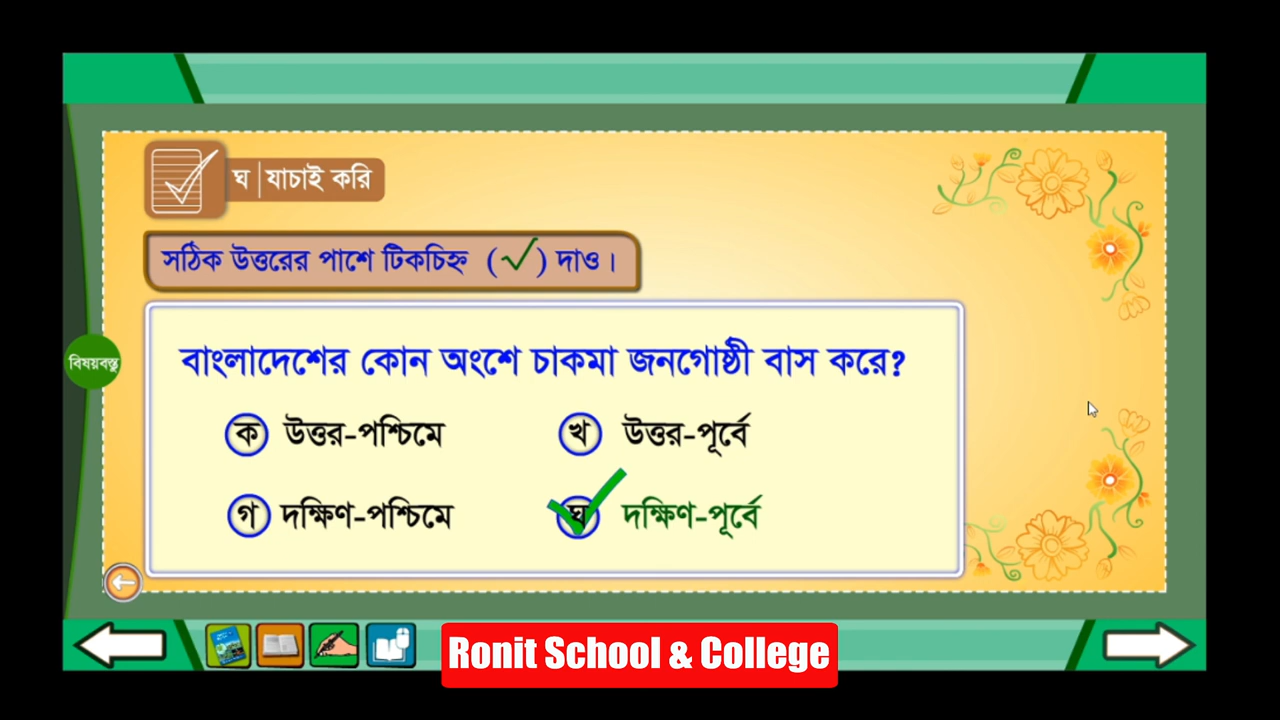 ঘ | যাচাই করি
সঠিক উত্তরের পাশে টিকচিহ্ন (✓) দাও।
বিষয়বস্তু
বাংলাদেশের কোন অংশে চাকমা জনগোষ্ঠী বাস করে?
ক উত্তর-পশ্চিমে খ উত্তর-পূর্বে
গ দক্ষিণ-পশ্চিমে ঘ দক্ষিণ-পূর্বে
Ronit School & College